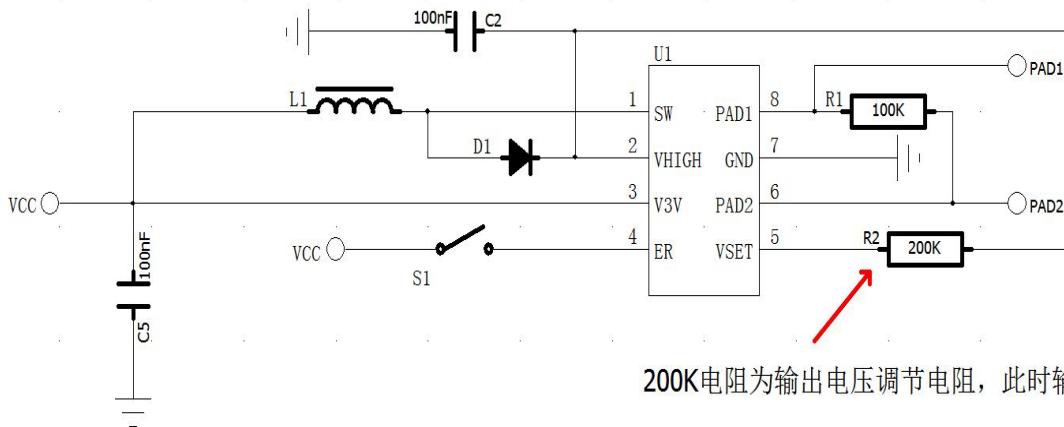 100nF C2
U1
L1 1 SW PAD1 8 R1 100K PAD1
D1 2 VHIGH GND 7
VCC 3 V3V PAD2 6 PAD2
VCC S1 4 ER VSET 5 R2 200K
100nF
C5
200K电阻为输出电压调节电阻，此时输